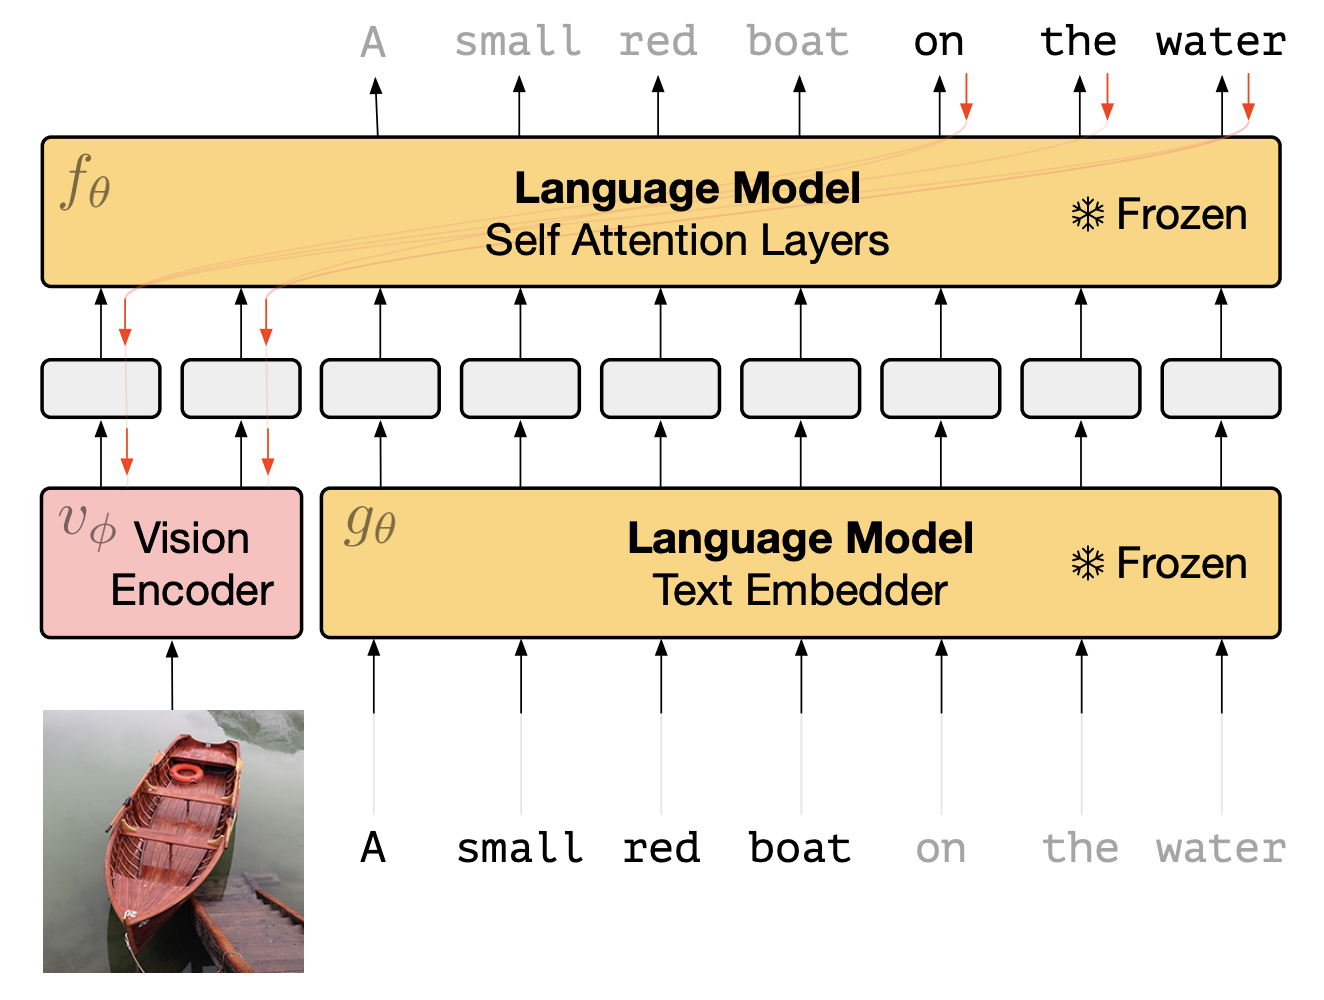 A small red boat on the water
fθ
Language Model
Self Attention Layers
❄ Frozen
vϕ Vision
Encoder
gθ
Language Model
Text Embedder
❄ Frozen
A small red boat on the water